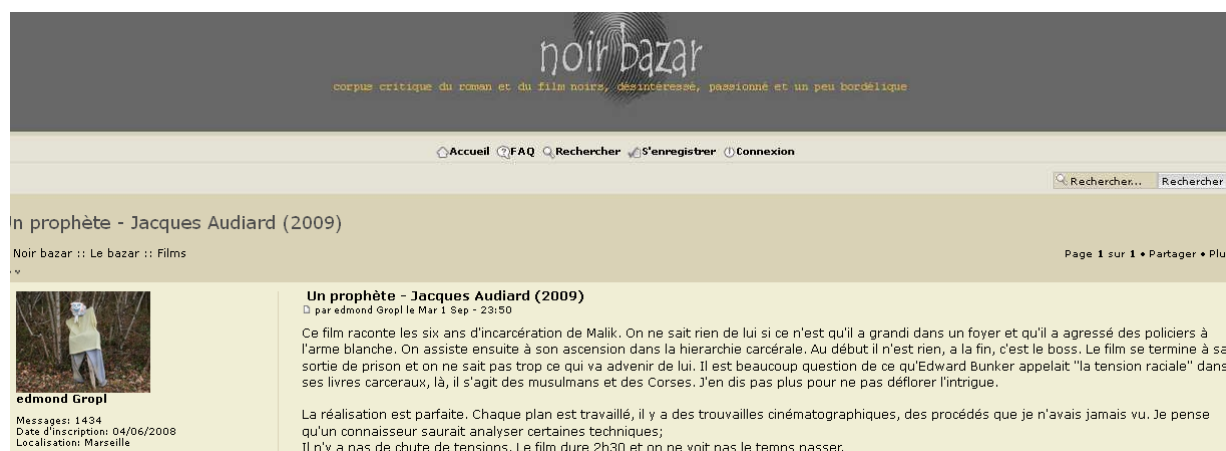 noir bazar
corpus critique du roman et du film noirs, désintéressé, passionné et un peu bordélique
Accueil FAQ Rechercher S'enregistrer Connexion
Rechercher... Rechercher
Un prophète - Jacques Audiard (2009)
Noir bazar :: Le bazar :: Films
Page 1 sur 1 • Partager • Plu
Un prophète - Jacques Audiard (2009)
par edmond Gropl le Mar 1 Sep - 23:50
Ce film raconte les six ans d'incarcération de Malik. On ne sait rien de lui si ce n'est qu'il a grandi dans un foyer et qu'il a agressé des policiers à
l'arme blanche. On assiste ensuite à son ascension dans la hierarchie carcérale. Au début il n'est rien, a la fin, c'est le boss. Le film se termine à sa
sortie de prison et on ne sait pas trop ce qui va advenir de lui. Il est beaucoup question de ce qu'Edward Bunker appelait "la tension raciale" dans
ses livres carceraux, là, il s'agit des musulmans et des Corses. J'en dis pas plus pour ne pas déflorer l'intrigue.
La réalisation est parfaite. Chaque plan est travaillé, il y a des trouvailles cinématographiques, des procédés que je n'avais jamais vu. Je pense
qu'un connaisseur saurait analyser certaines techniques;
Il n'y a pas de chute de tensions. Le film dure 2h30 et on ne voit pas le temps passer.
edmond Gropl
Messages: 1434
Date d'inscription: 04/06/2008
Localisation: Marseille